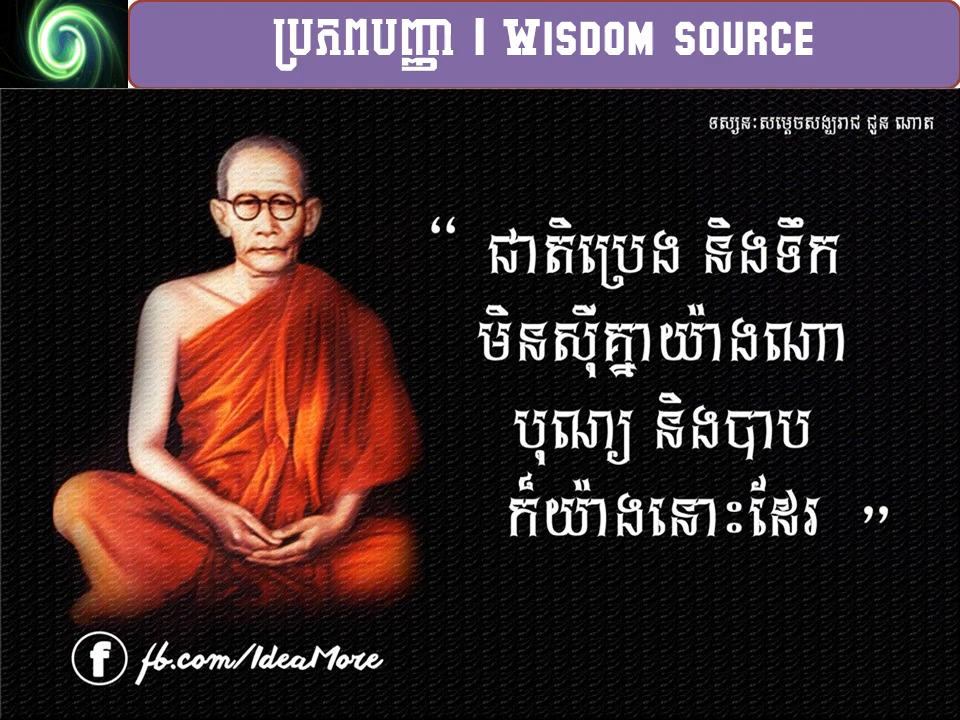 ប្រភពបញ្ញា | Wisdom source
ទស្សនៈសម្តេចសង្ឃរាជ ជួន ណាត
“ ជាតិប្រេង និងទឹក
មិនស៊ីគ្នាយ៉ាងណា
បុណ្យ និងបាប
ក៏យ៉ាងនោះដែរ ”
f fb.com/IdeaMore